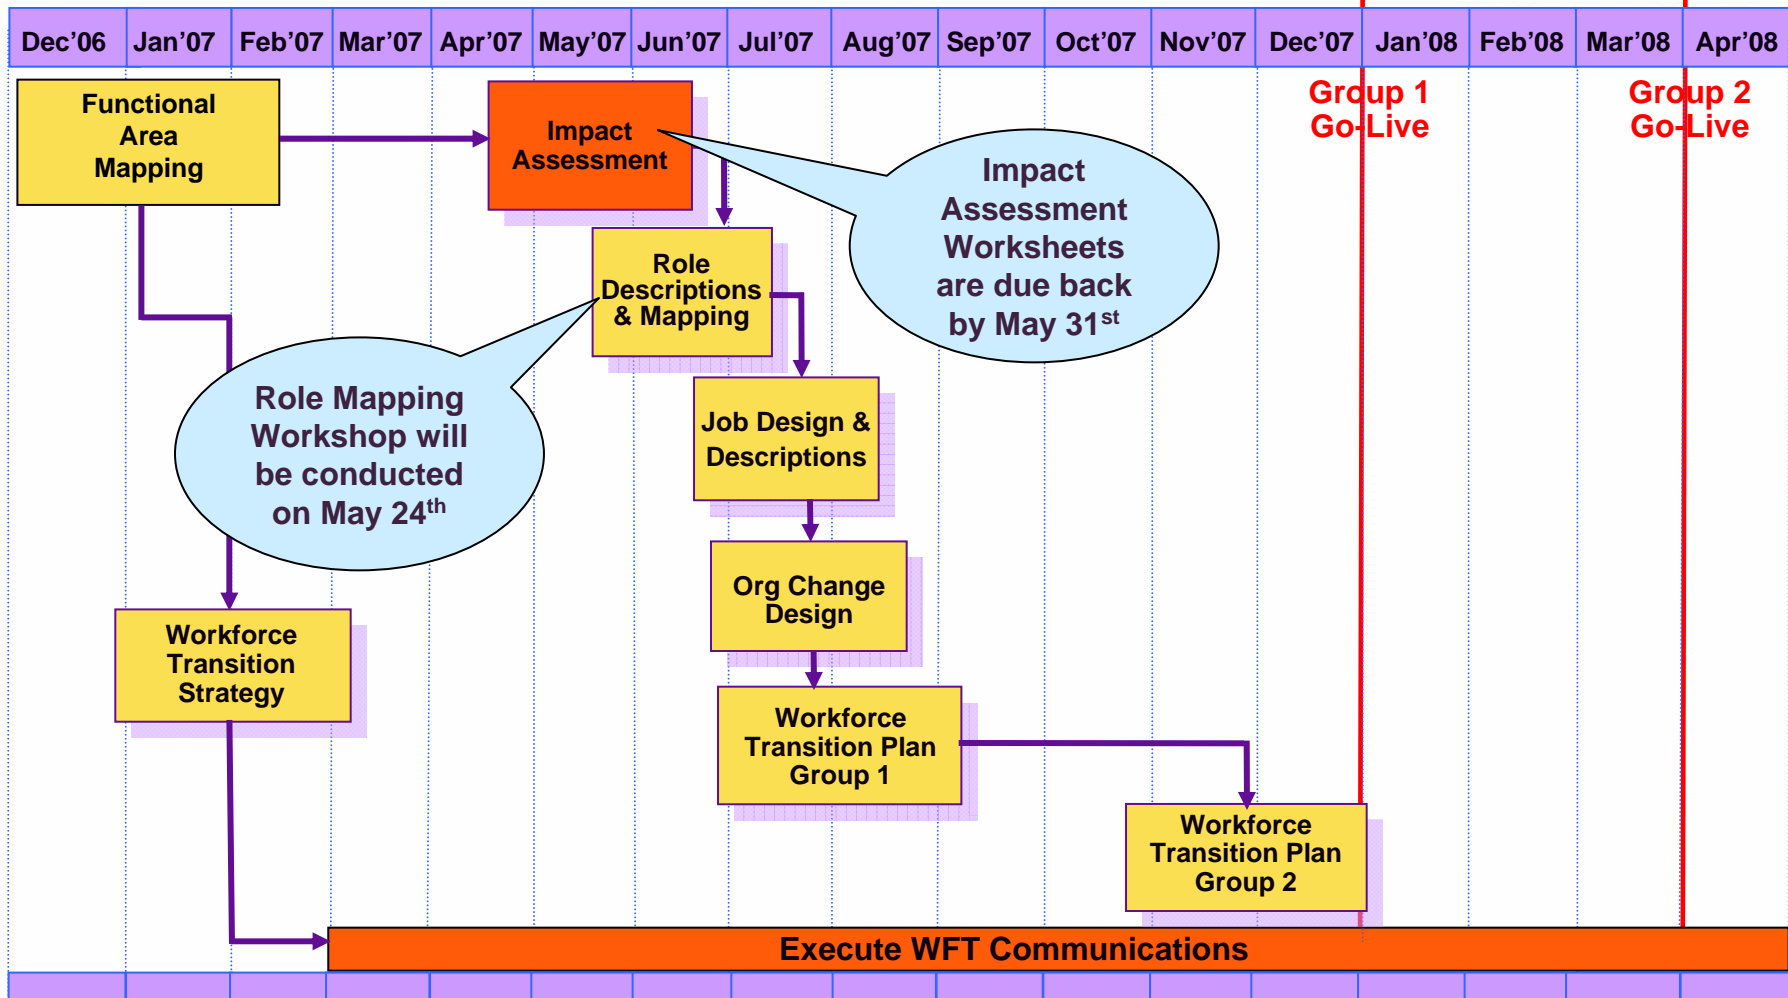 Dec’06 Jan’07 Feb’07 Mar’07 Apr’07 May’07 Jun’07 Jul’07 Aug’07 Sep’07 Oct’07 Nov’07 Dec’07 Jan’08 Feb’08 Mar’08 Apr’08
Functional
Area
Mapping
Impact
Assessment
Group 1
Go-Live
Group 2
Go-Live
Impact
Assessment
Worksheets
are due back
by May 31st
Role
Descriptions
& Mapping
Role Mapping
Workshop will
be conducted
on May 24th
Job Design &
Descriptions
Org Change
Design
Workforce
Transition
Strategy
Workforce
Transition Plan
Group 1
Workforce
Transition Plan
Group 2
Execute WFT Communications